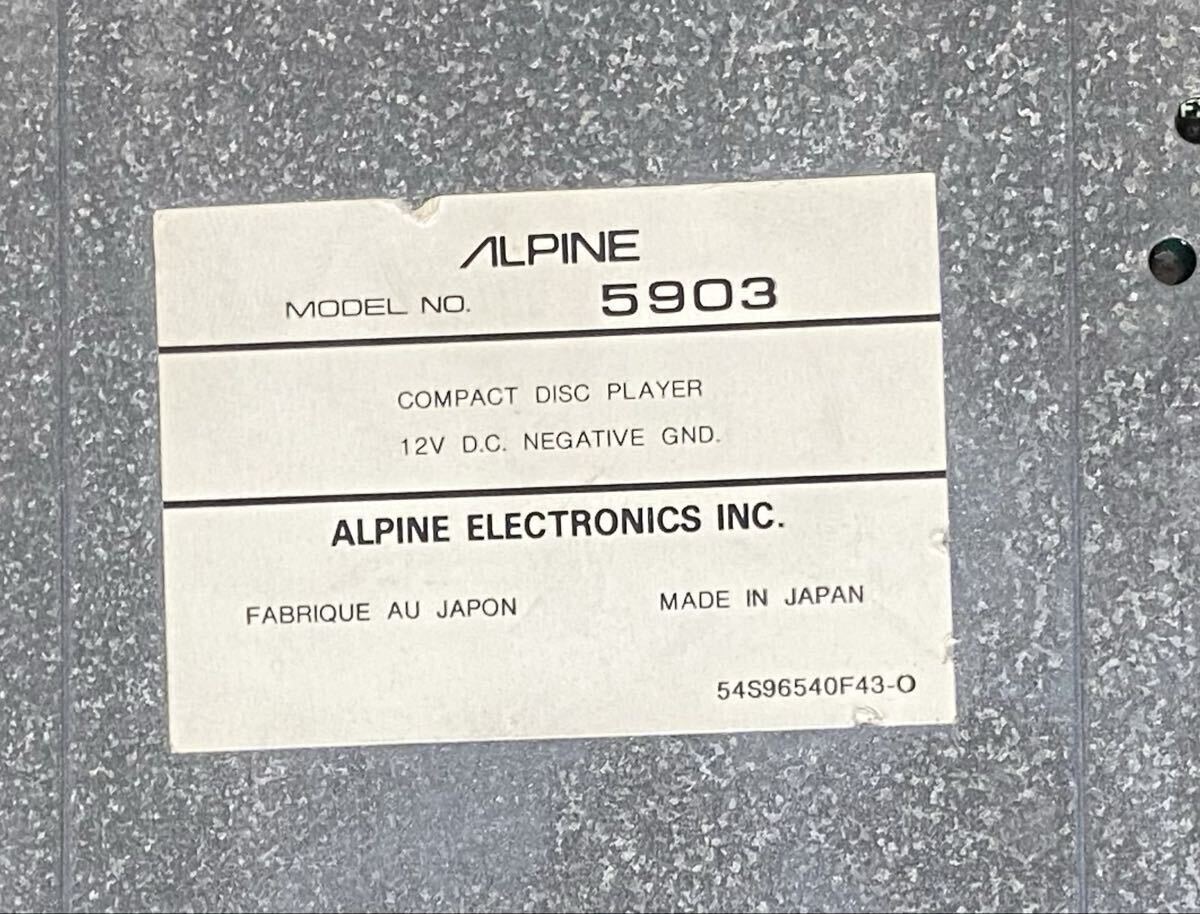 ALPINE
MODEL NO. 5903
COMPACT DISC PLAYER
12V D.C. NEGATIVE GND.
ALPINE ELECTRONICS INC.
FABRIQUE AU JAPON MADE IN JAPAN
54S96540F43-O